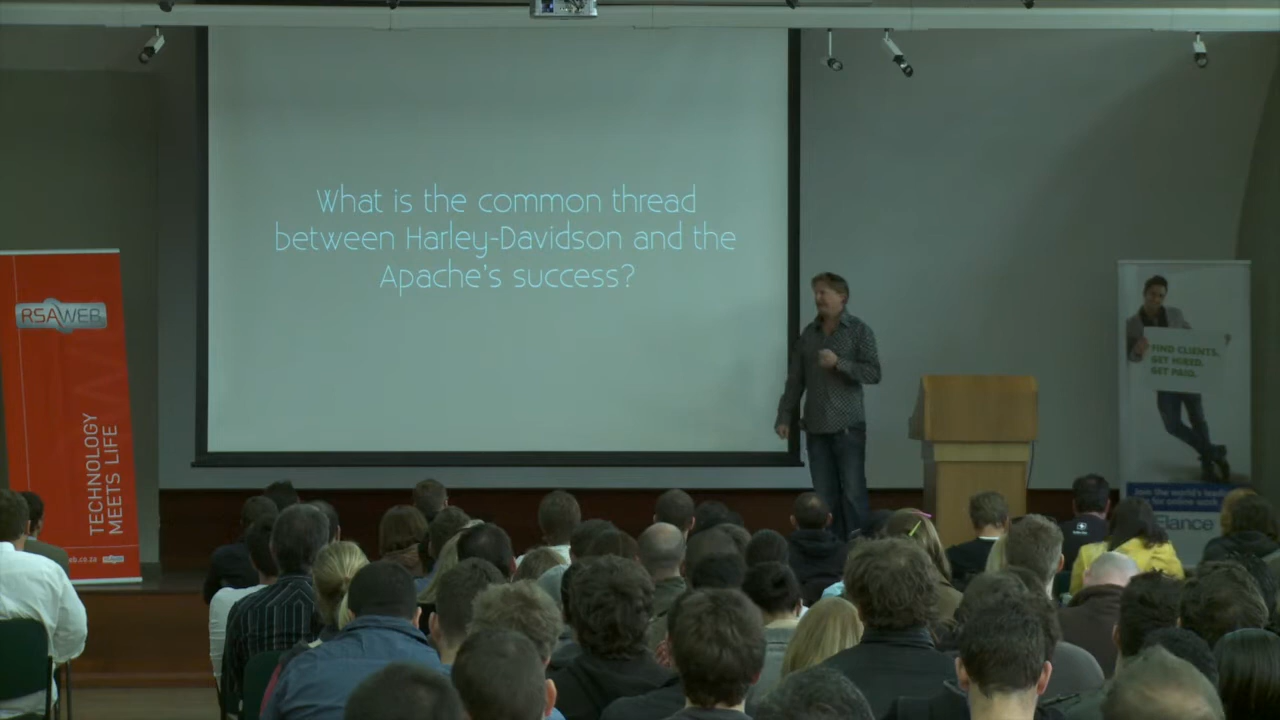 What is the common thread
between Harley-Davidson and the
Apache's success?
RSAWEB
TECHNOLOGY
MEETS LIFE
FIND CLIENTS.
GET HIRED.
GET PAID.
Elance